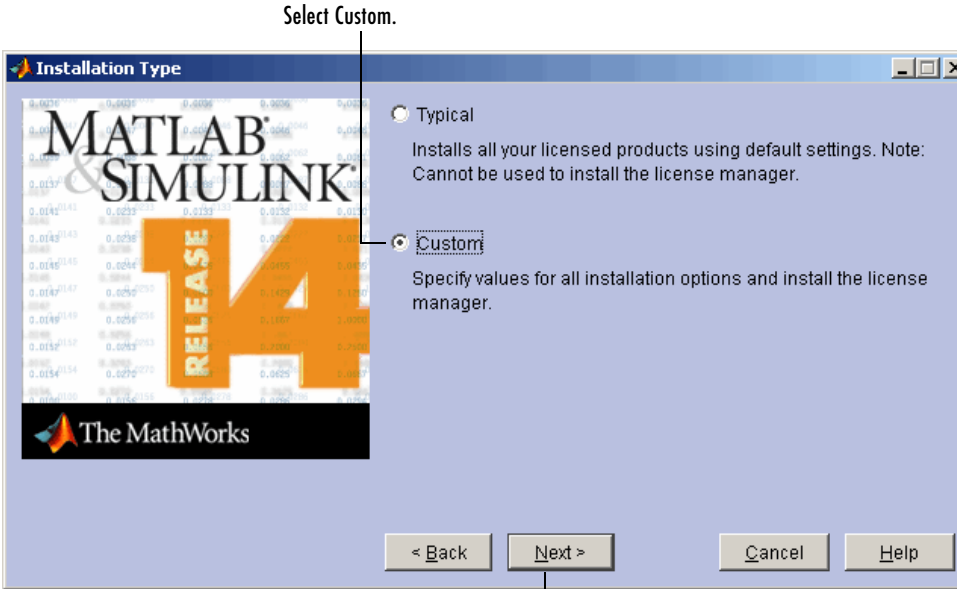 Select Custom.
Installation Type
MATLAB®
& SIMULINK®
RELEASE
14
The MathWorks
Typical
Installs all your licensed products using default settings. Note:
Cannot be used to install the license manager.
Custom
Specify values for all installation options and install the license
manager.
< Back
Next >
Cancel
Help